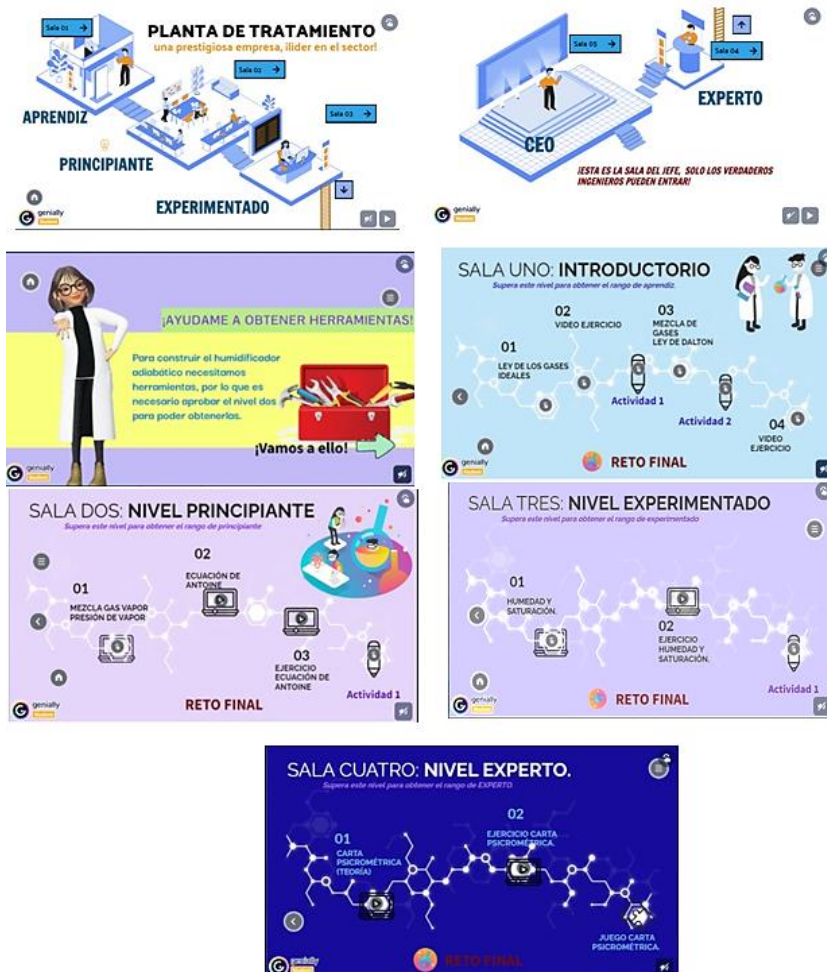 PLANTA DE TRATAMIENTO
una prestigiosa empresa, ¡lider en el sector!
Sala 01
Sala 02
Sala 03
APRENDIZ
PRINCIPIANTE
EXPERIMENTADO
genially
Sala 05
Sala 04
EXPERTO
CEO
¡ESTA ES LA SALA DEL JEFE, SOLO LOS VERDADEROS
INGENIEROS PUEDEN ENTRAR!
genially
¡AYUDAME A OBTENER HERRAMIENTAS!
Para construir el humidificador
adiabático necesitamos
herramientas, por lo que es
necesario aprobar el nivel dos
para poder obtenerlas.
¡Vamos a ello!
genially
SALA UNO: INTRODUCTORIO
Supera este nivel para obtener el rango de aprendiz.
01
LEY DE LOS GASES
IDEALES
02
VIDEO EJERCICIO
03
MEZCLA DE
GASES
LEY DE DALTON
Actividad 1
Actividad 2
04
VIDEO
EJERCICIO
RETO FINAL
genially
SALA DOS: NIVEL PRINCIPIANTE
Supera este nivel para obtener el rango de principiante
01
MEZCLA GAS VAPOR
PRESIÓN DE VAPOR
02
ECUACIÓN DE
ANTOINE
03
EJERCICIO
ECUACIÓN DE
ANTOINE
Actividad 1
RETO FINAL
genially
SALA TRES: NIVEL EXPERIMENTADO
Supera este nivel para obtener el rango de experimentado
01
HUMEDAD Y
SATURACIÓN.
02
EJERCICIO
HUMEDAD Y
SATURACIÓN.
Actividad 1
RETO FINAL
genially
SALA CUATRO: NIVEL EXPERTO.
Supera este nivel para obtener el rango de EXPERTO.
01
CARTA
PSICROMÉTRICA
(TEORÍA)
02
EJERCICIO CARTA
PSICROMÉTRICA.
JUEGO CARTA
PSICROMÉTRICA.
RETO FINAL
genially